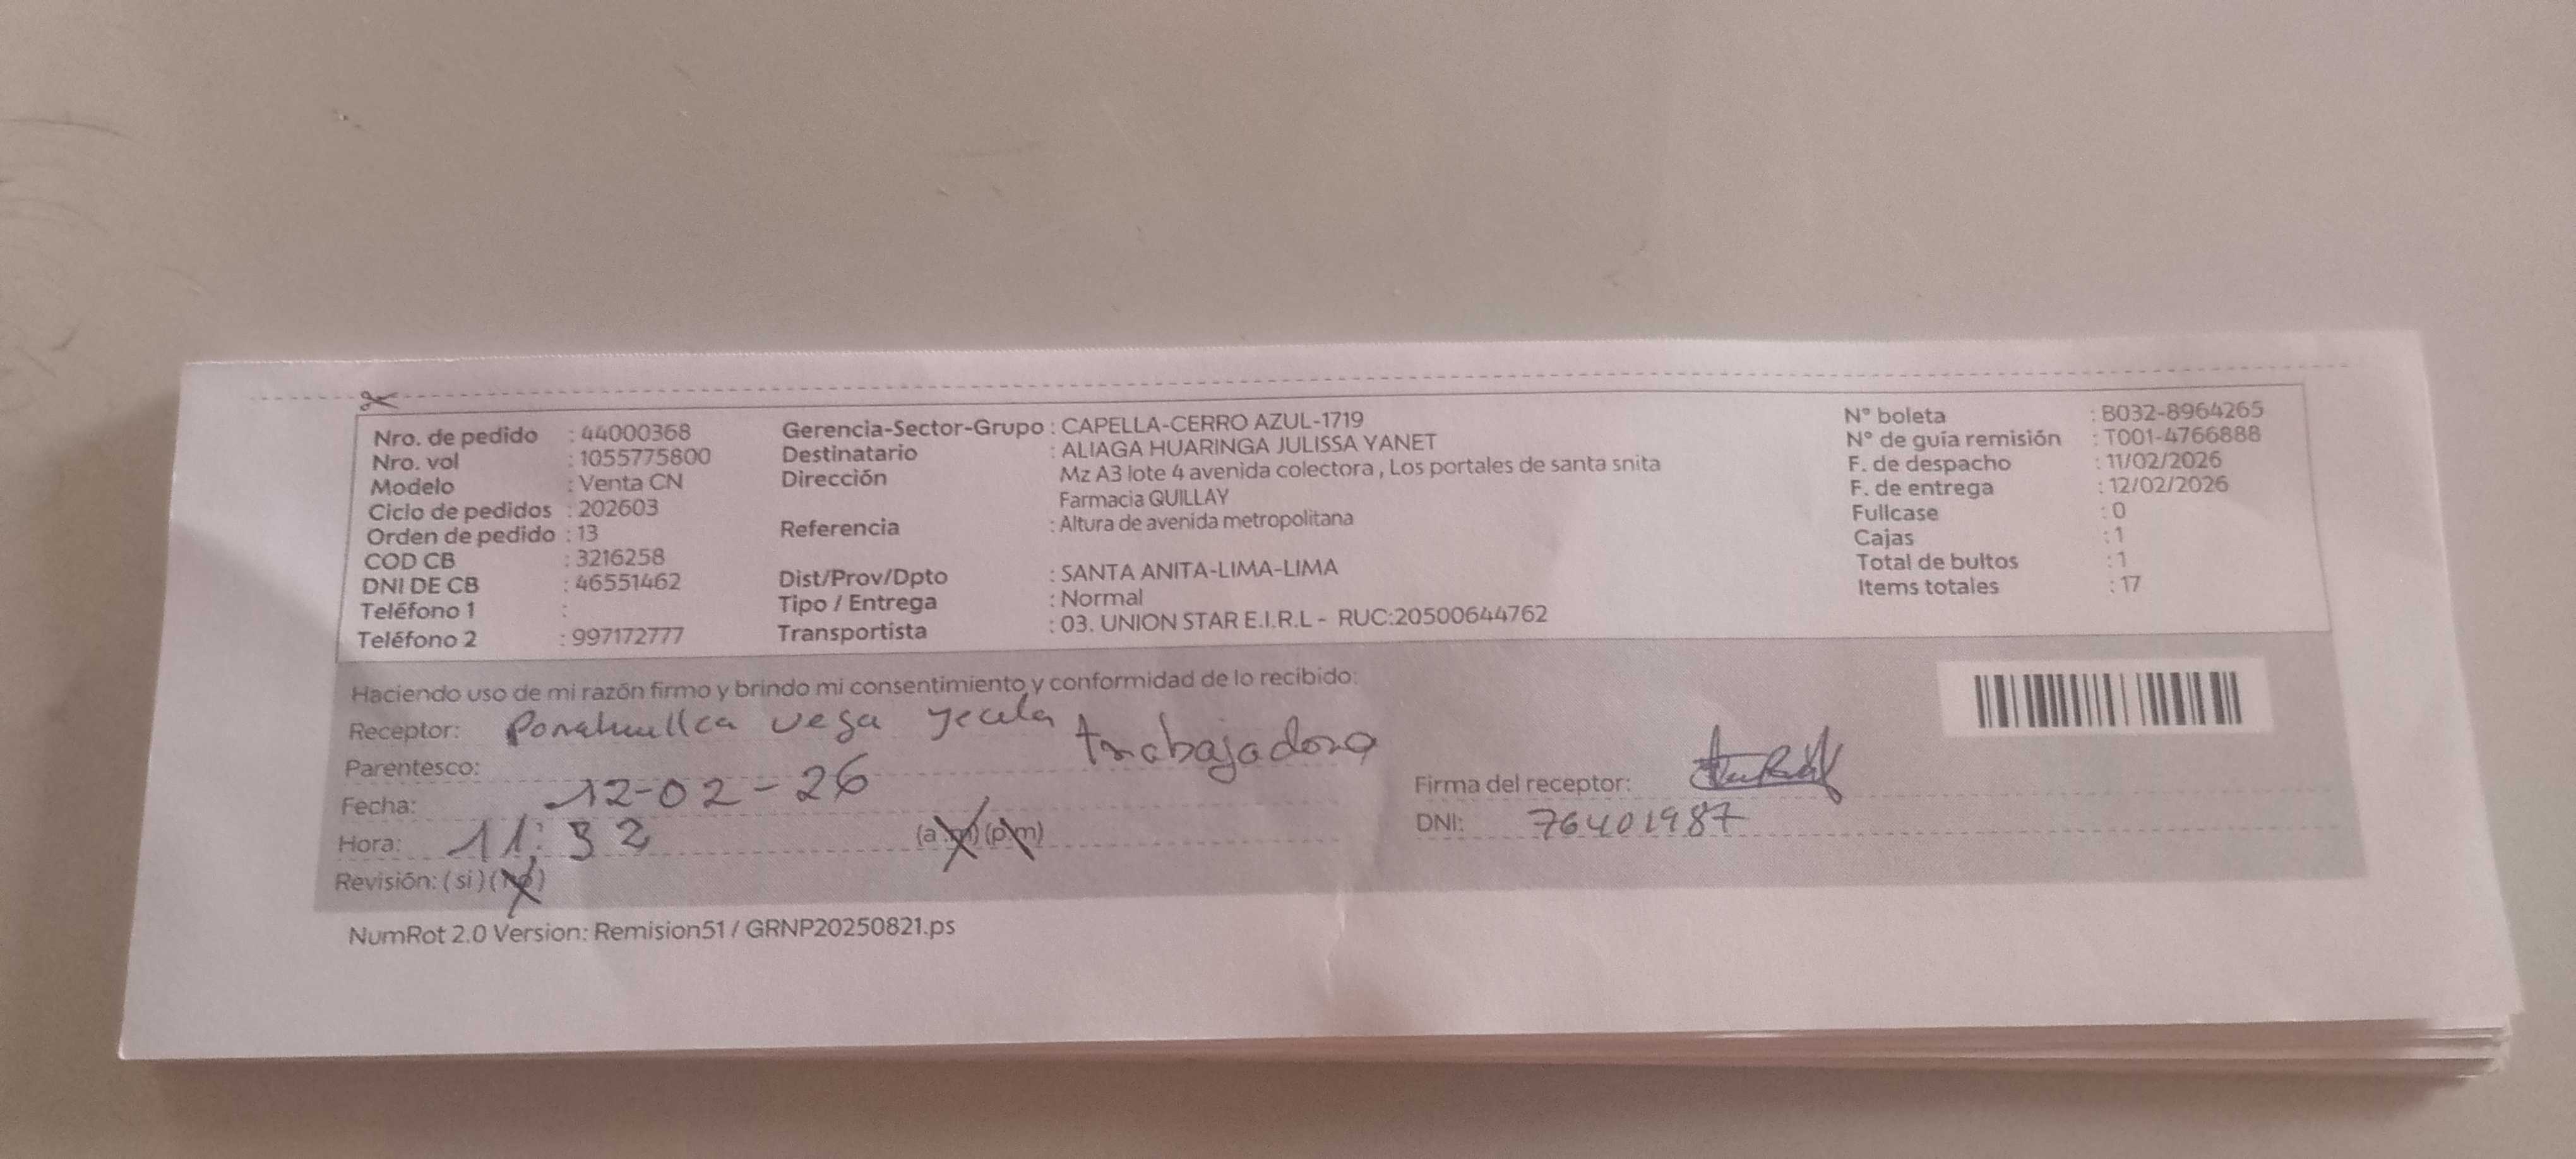 Nro. de pedido : 44000368
Nro. vol : 1055775800
Modelo : Venta CN
Ciclo de pedidos : 202603
Orden de pedido : 13
COD CB : 3216258
DNI DE CB : 46551462
Teléfono 1 :
Teléfono 2 : 997172777
Gerencia-Sector-Grupo : CAPELLA-CERRO AZUL-1719
Destinatario : ALIAGA HUARINGA JULISSA YANET
Dirección Mz A3 lote 4 avenida colectora , Los portales de santa snita
Farmacia QUILLAY
Referencia : Altura de avenida metropolitana
Dist/Prov/Dpto : SANTA ANITA-LIMA-LIMA
Tipo / Entrega : Normal
Transportista : 03. UNION STAR E.I.R.L - RUC:20500644762
N° boleta : B032-8964265
N° de guía remisión : T001-4766888
F. de despacho : 11/02/2026
F. de entrega : 12/02/2026
Fullcase : 0
Cajas : 1
Total de bultos : 1
Items totales : 17
Haciendo uso de mi razón firmo y brindo mi consentimiento y conformidad de lo recibido:
Receptor: vega
Parentesco: trabajadora
Fecha: 12-02-26
Hora: 11:32 (a.m) (p.m)
Revisión: (si) (no)
Firma del receptor:
DNI: 76401987
NumRot 2.0 Version: Remision51 / GRNP20250821.ps